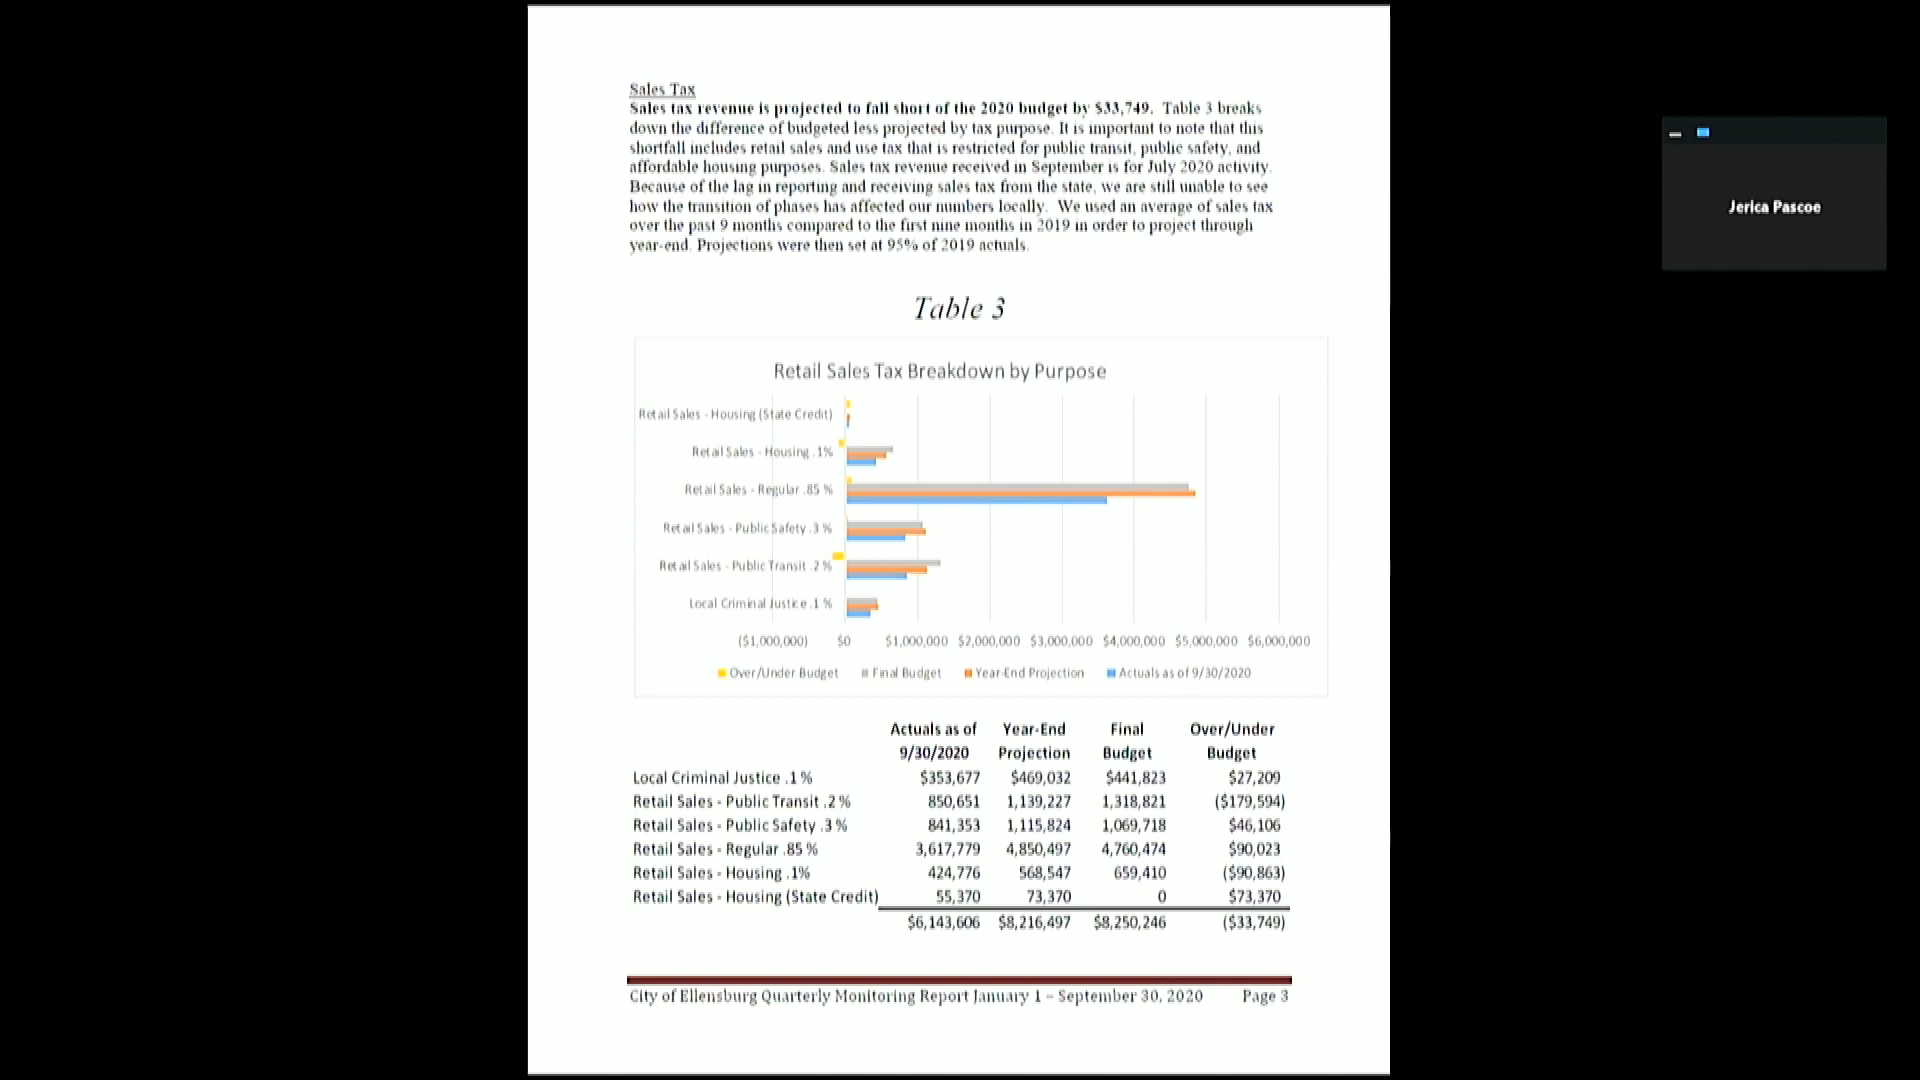 Sales Tax
Sales tax revenue is projected to fall short of the 2020 budget by $33,749. Table 3 breaks
down the difference of budgeted less projected by tax purpose. It is important to note that this
shortfall includes retail sales and use tax that is restricted for public transit, public safety, and
affordable housing purposes. Sales tax revenue received in September is for July 2020 activity.
Because of the lag in reporting and receiving sales tax from the state, we are still unable to see
how the transition of phases has affected our numbers locally. We used an average of sales tax
over the past 9 months compared to the first nine months in 2019 in order to project through
year-end. Projections were then set at 95% of 2019 actuals.
Table 3
Retail Sales Tax Breakdown by Purpose
Retail Sales - Housing (State Credit)
Retail Sales - Housing .1%
Retail Sales - Regular .85 %
Retail Sales - Public Safety .3 %
Retail Sales - Public Transit .2 %
Local Criminal Justice .1 %
($1,000,000) $0 $1,000,000 $2,000,000 $3,000,000 $4,000,000 $5,000,000 $6,000,000
Over/Under Budget Final Budget Year-End Projection Actuals as of 9/30/2020
Actuals as of Year-End Final Over/Under
9/30/2020 Projection Budget Budget
Local Criminal Justice .1 % $353,677 $469,032 $441,823 $27,209
Retail Sales - Public Transit .2 % 850,651 1,139,227 1,318,821 ($179,594)
Retail Sales - Public Safety .3 % 841,353 1,115,824 1,069,718 $46,106
Retail Sales - Regular .85 % 3,617,779 4,850,497 4,760,474 $90,023
Retail Sales - Housing .1% 424,776 568,547 659,410 ($90,863)
Retail Sales - Housing (State Credit) 55,370 73,370 0 $73,370
$6,143,606 $8,216,497 $8,250,246 ($33,749)
City of Ellensburg Quarterly Monitoring Report January 1 – September 30, 2020 Page 3
Jerica Pascoe